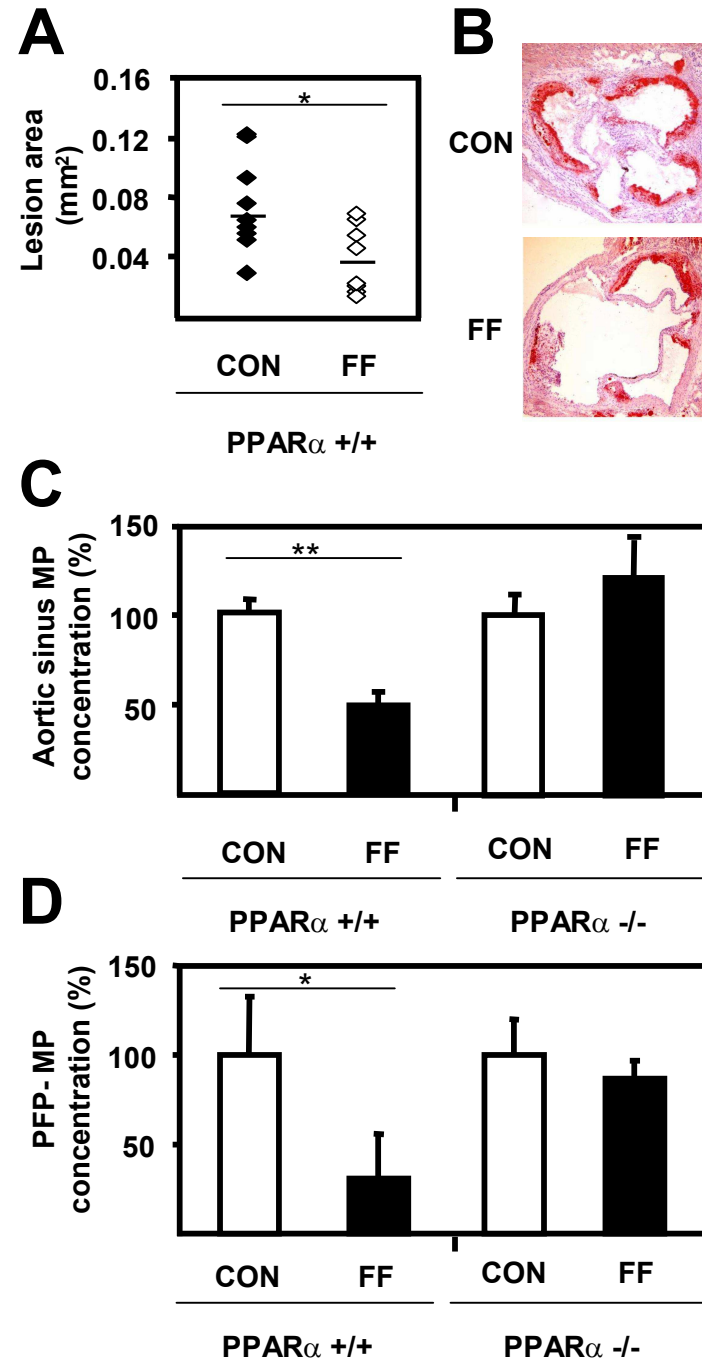 A
B
0.16
*
0.12
CON
Lesion area
(mm²)
0.08
0.04
FF
CON FF
PPARα +/+
C
150
**
Aortic sinus MP
concentration (%)
100
50
CON FF CON FF
PPARα +/+ PPARα -/-
D
150
*
PFP- MP
concentration (%)
100
50
CON FF CON FF
PPARα +/+ PPARα -/-